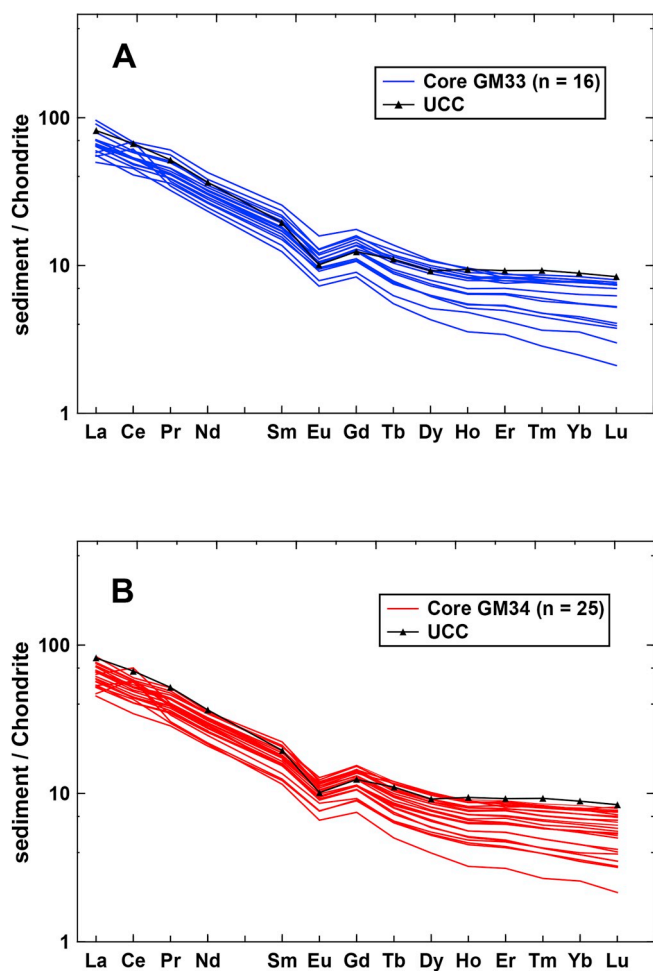 A
Core GM33 (n = 16)
UCC
sediment / Chondrite
100
10
1
La Ce Pr Nd Sm Eu Gd Tb Dy Ho Er Tm Yb Lu
B
Core GM34 (n = 25)
UCC
sediment / Chondrite
100
10
1
La Ce Pr Nd Sm Eu Gd Tb Dy Ho Er Tm Yb Lu